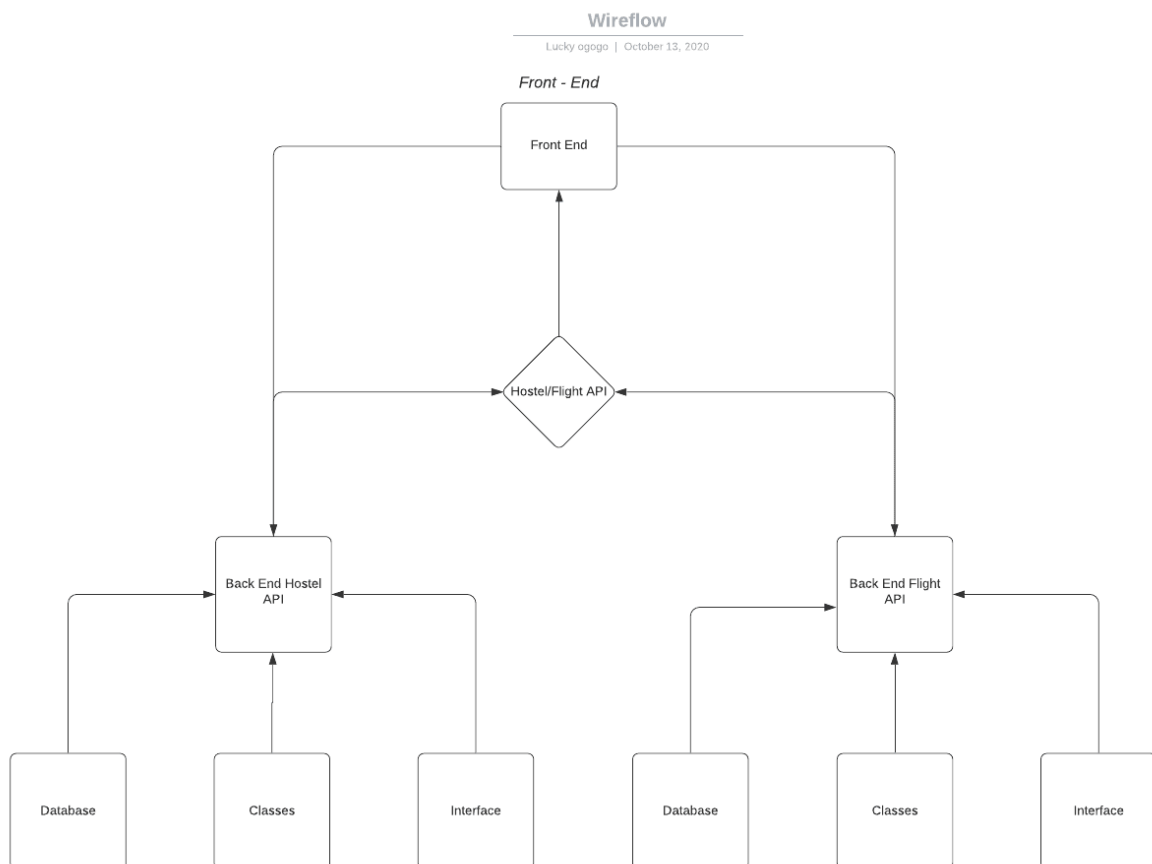 Wireflow
Lucky ogogo | October 13, 2020
Front - End
Front End
Hostel/Flight API
Back End Hostel
API
Back End Flight
API
Database
Classes
Interface
Database
Classes
Interface